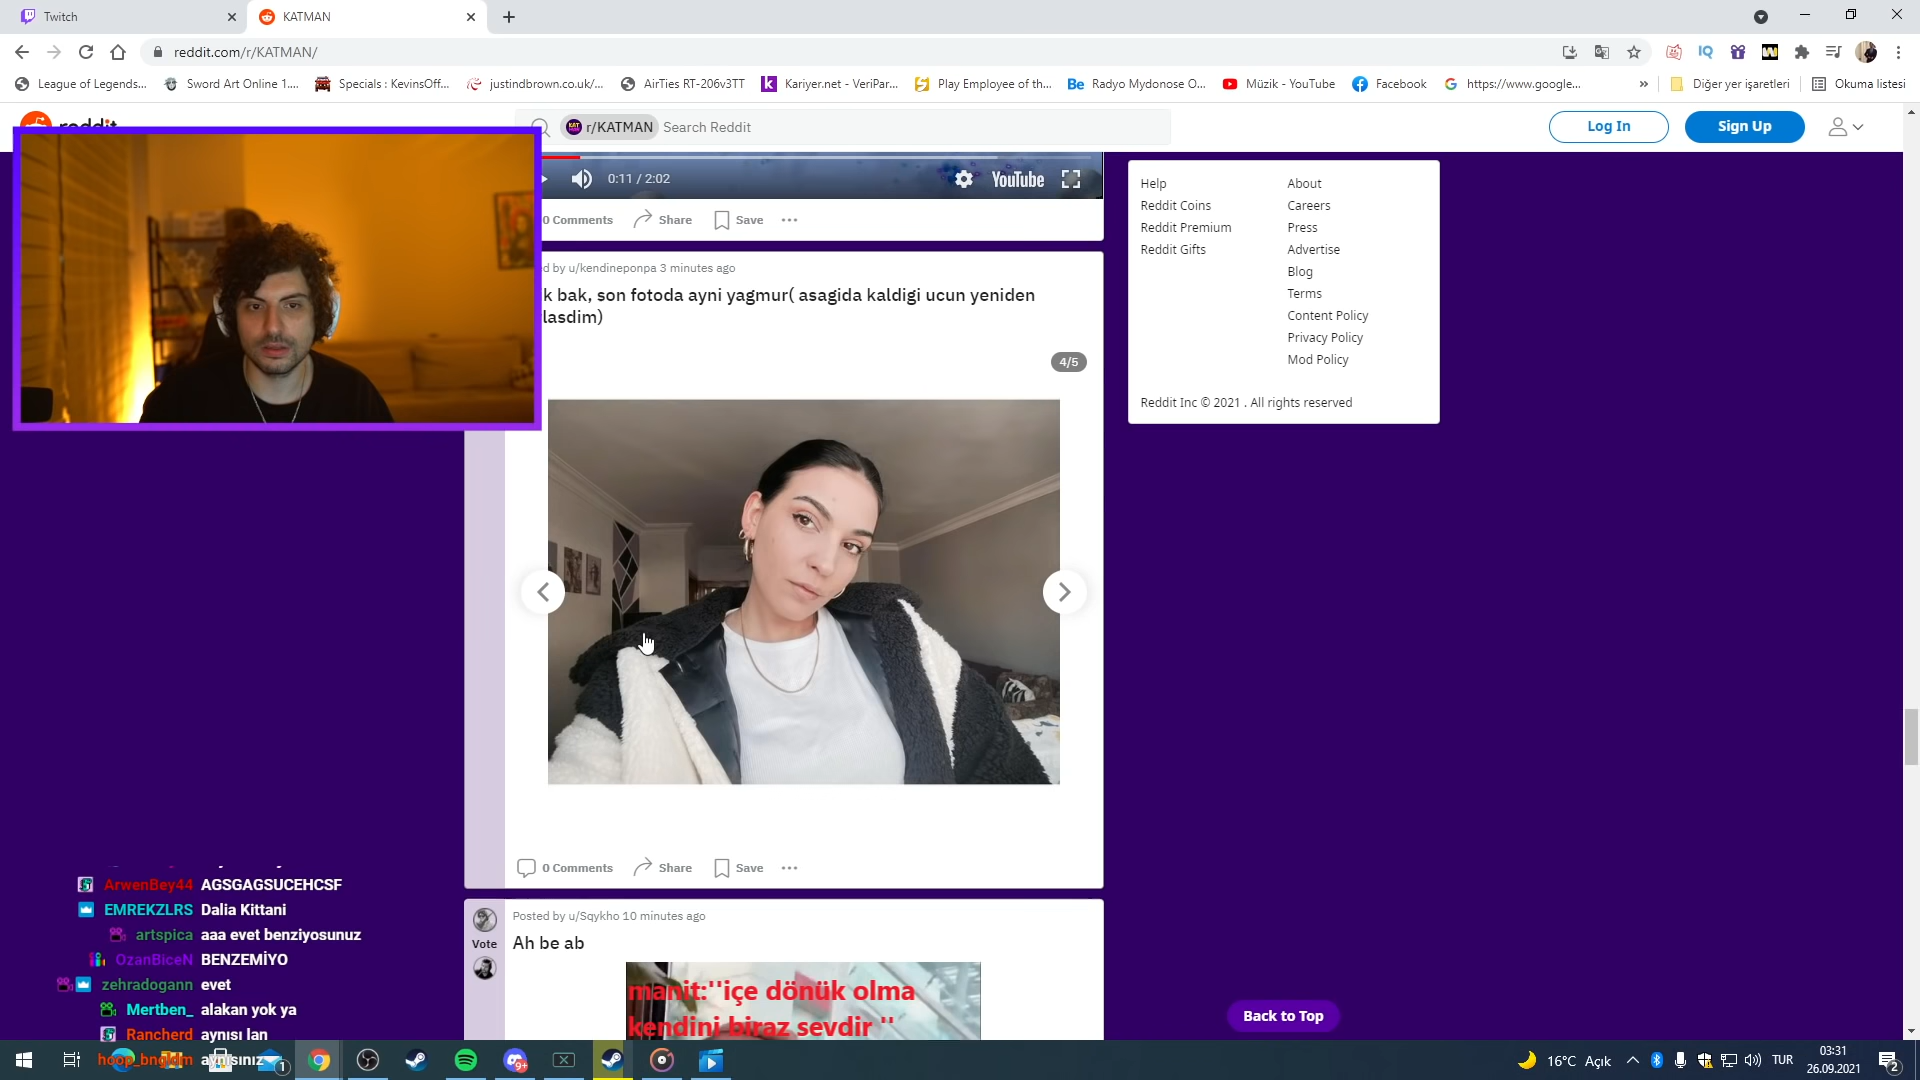 Twitch
KATMAN
reddit.com/r/KATMAN/
League of Legends...
Sword Art Online 1....
Specials : KevinsOff...
justindbrown.co.uk/...
AirTies RT-206v3TT
Kariyer.net - VeriPar...
Play Employee of th...
Radyo Mydonose O...
Müzik - YouTube
Facebook
https://www.google...
»
Diğer yer işaretleri
Okuma listesi
r/KATMAN Search Reddit
Log In
Sign Up
0:11 / 2:02
YouTube
0 Comments Share Save ...
by u/kendineponpa 3 minutes ago
bak, son fotoda ayni yagmur( asagida kaldigi ucun yeniden
lasdim)
4/5
0 Comments Share Save ...
Posted by u/Sqykho 10 minutes ago
Vote
Ah be ab
manit:''içe dönük olma
kendini biraz sevdir ''
Help About
Reddit Coins Careers
Reddit Premium Press
Reddit Gifts Advertise
Blog
Terms
Content Policy
Privacy Policy
Mod Policy
Reddit Inc © 2021 . All rights reserved
Back to Top
ArwenBey44 AGSGAGSUCEHCSF
EMREKZLRS Dalia Kittani
artspica aaa evet benziyosunuz
OzanBiceN BENZEMİYO
zehradogann evet
Mertben_ alakan yok ya
Rancherd aynısı lan
aynısınız
16°C Açık
TUR
03:31
26.09.2021